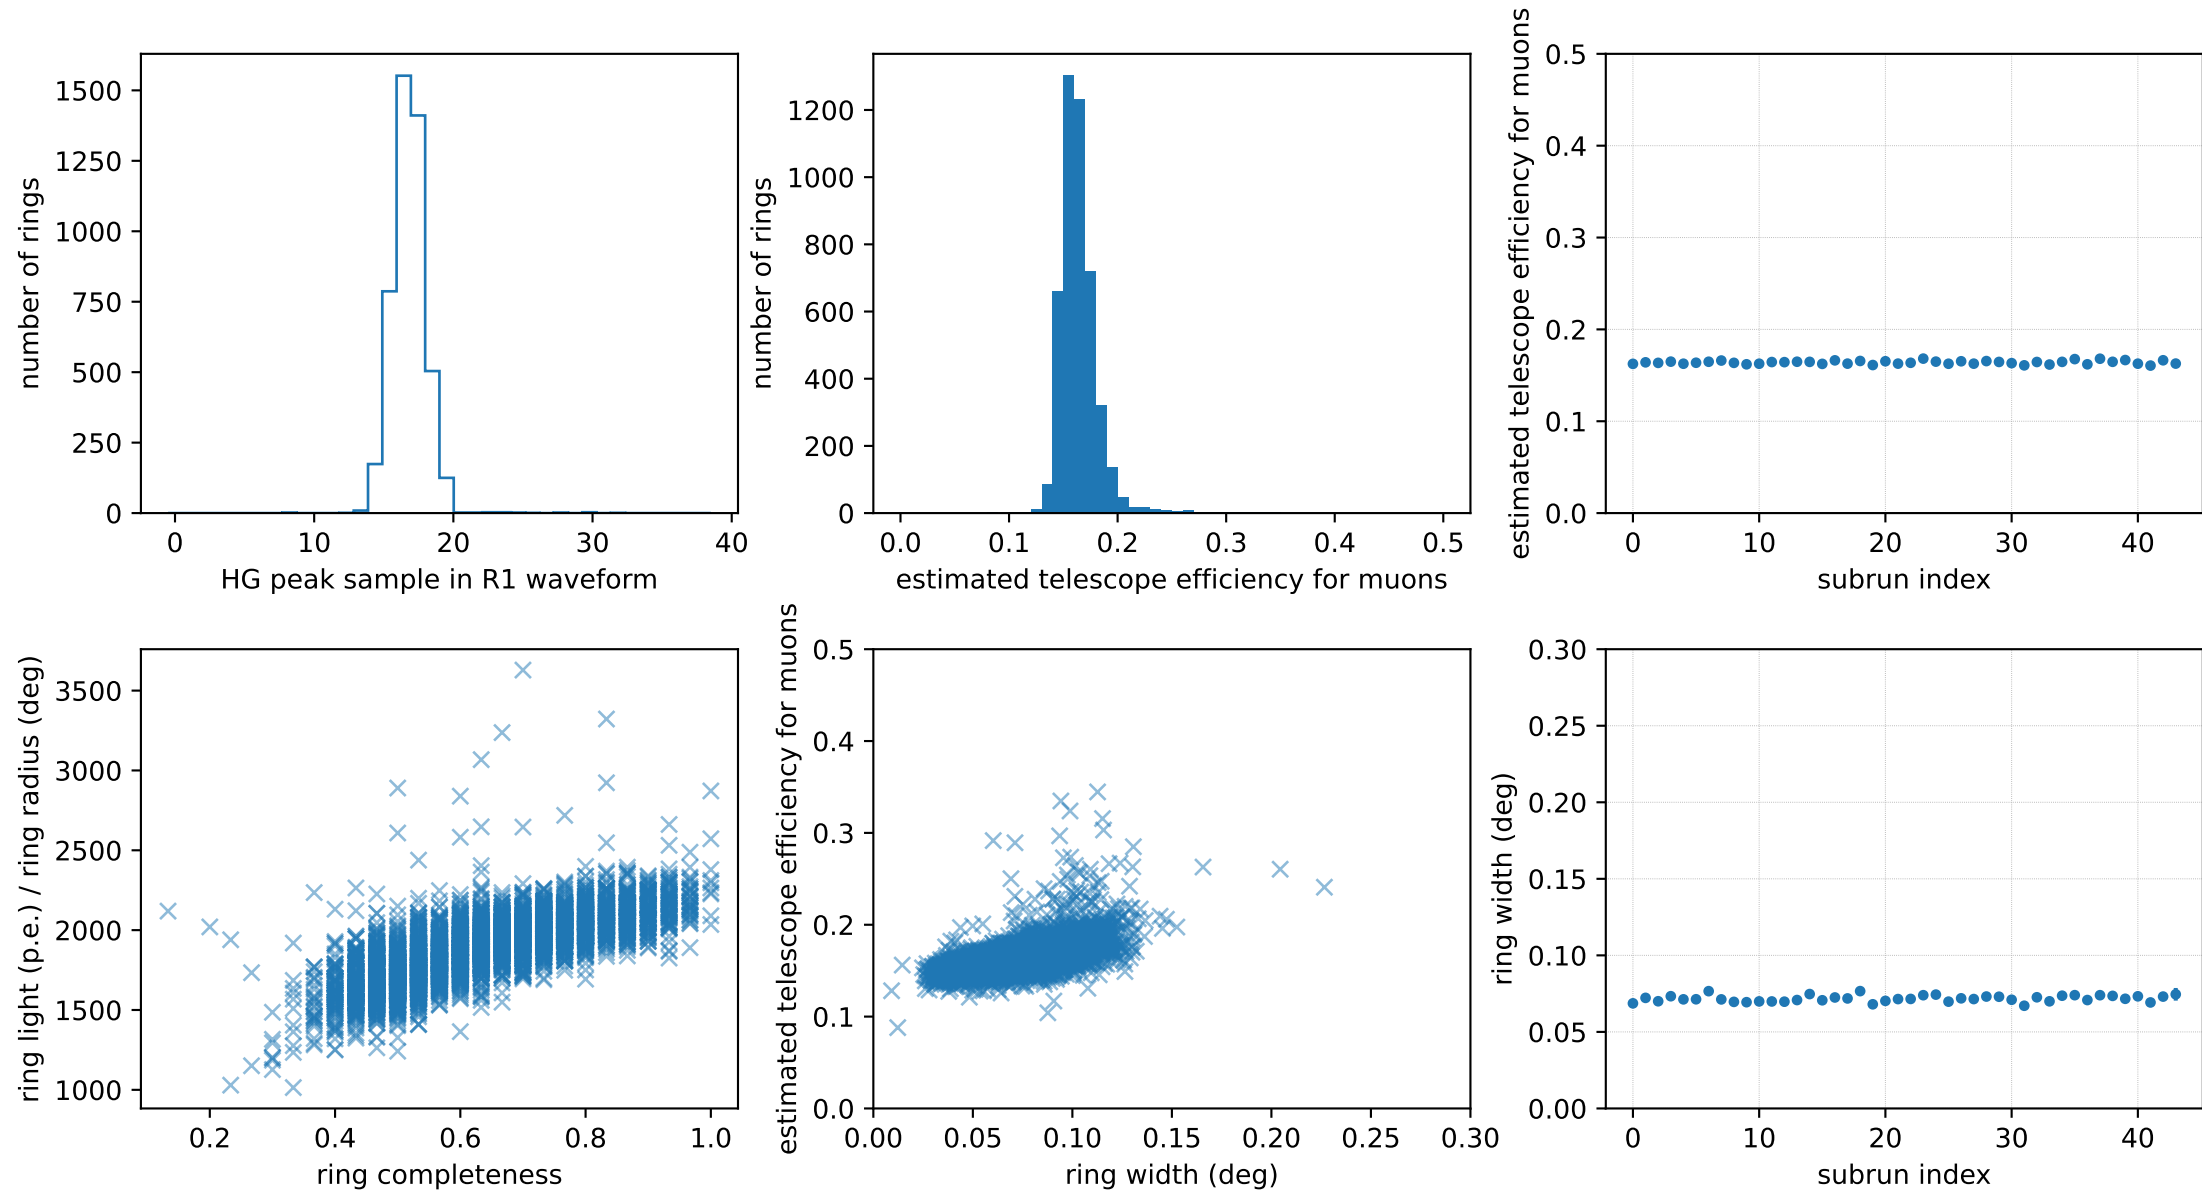 number of rings
1500
1250
1000
750
500
250
0
0 10 20 30 40
HG peak sample in R1 waveform
number of rings
1200
1000
800
600
400
200
0
0.0 0.1 0.2 0.3 0.4 0.5
estimated telescope efficiency for muons
estimated telescope efficiency for muons
0.5
0.4
0.3
0.2
0.1
0.0
0 10 20 30 40
subrun index
ring light (p.e.) / ring radius (deg)
3500
3000
2500
2000
1500
1000
0.2 0.4 0.6 0.8 1.0
ring completeness
estimated telescope efficiency for muons
0.5
0.4
0.3
0.2
0.1
0.0
0.00 0.05 0.10 0.15 0.20 0.25 0.30
ring width (deg)
ring width (deg)
0.30
0.25
0.20
0.15
0.10
0.05
0.00
0 10 20 30 40
subrun index